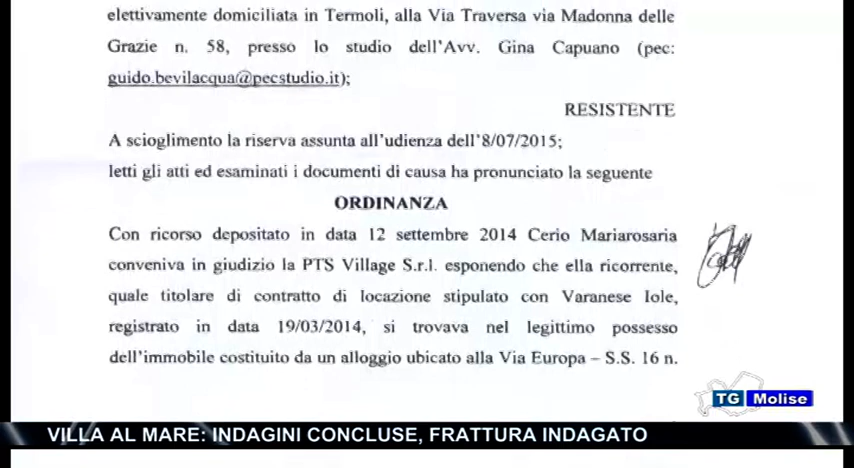 elettivamente domiciliata in Termoli, alla Via Traversa via Madonna delle
Grazie n. 58, presso lo studio dell'Avv. Gina Capuano (pec:
guido.bevilacqua@pecstudio.it);
RESISTENTE
A scioglimento la riserva assunta all'udienza dell'8/07/2015;
letti gli atti ed esaminati i documenti di causa ha pronunciato la seguente
ORDINANZA
Con ricorso depositato in data 12 settembre 2014 Cerio Mariarosaria
conveniva in giudizio la PTS Village S.r.l. esponendo che ella ricorrente,
quale titolare di contratto di locazione stipulato con Varanese Iole,
registrato in data 19/03/2014, si trovava nel legittimo possesso
dell'immobile costituito da un alloggio ubicato alla Via Europa – S.S. 16 n.
TG Molise
VILLA AL MARE: INDAGINI CONCLUSE, FRATTURA INDAGATO